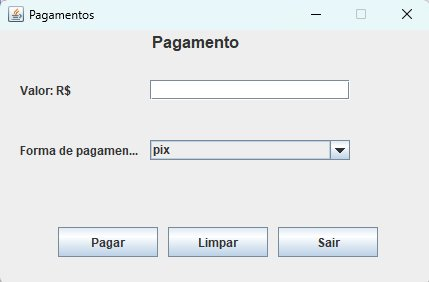 Pagamentos
Pagamento
Valor: R$
Forma de pagamen...
pix
Pagar
Limpar
Sair